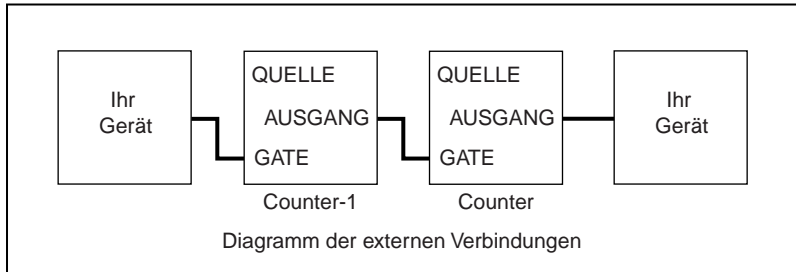 Ihr
Gerät
QUELLE
AUSGANG
GATE
Counter-1
QUELLE
AUSGANG
GATE
Counter
Ihr
Gerät
Diagramm der externen Verbindungen